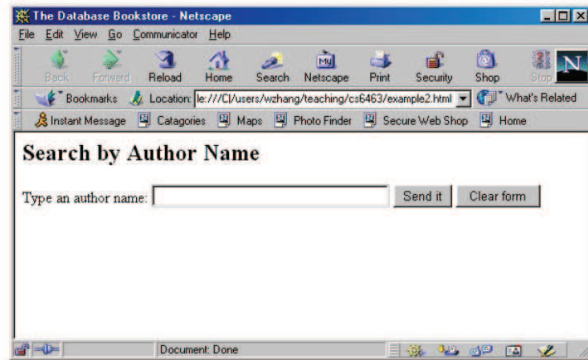 The Database Bookstore - Netscape
File Edit View Go Communicator Help
Back Forward Reload Home Search Netscape Print Security Shop Stop N
Bookmarks Location: le:///C|/users/wzhang/teaching/cs6463/example2.html What's Related
Instant Message Catagories Maps Photo Finder Secure Web Shop Home
Search by Author Name
Type an author name: Send it Clear form
Document: Done